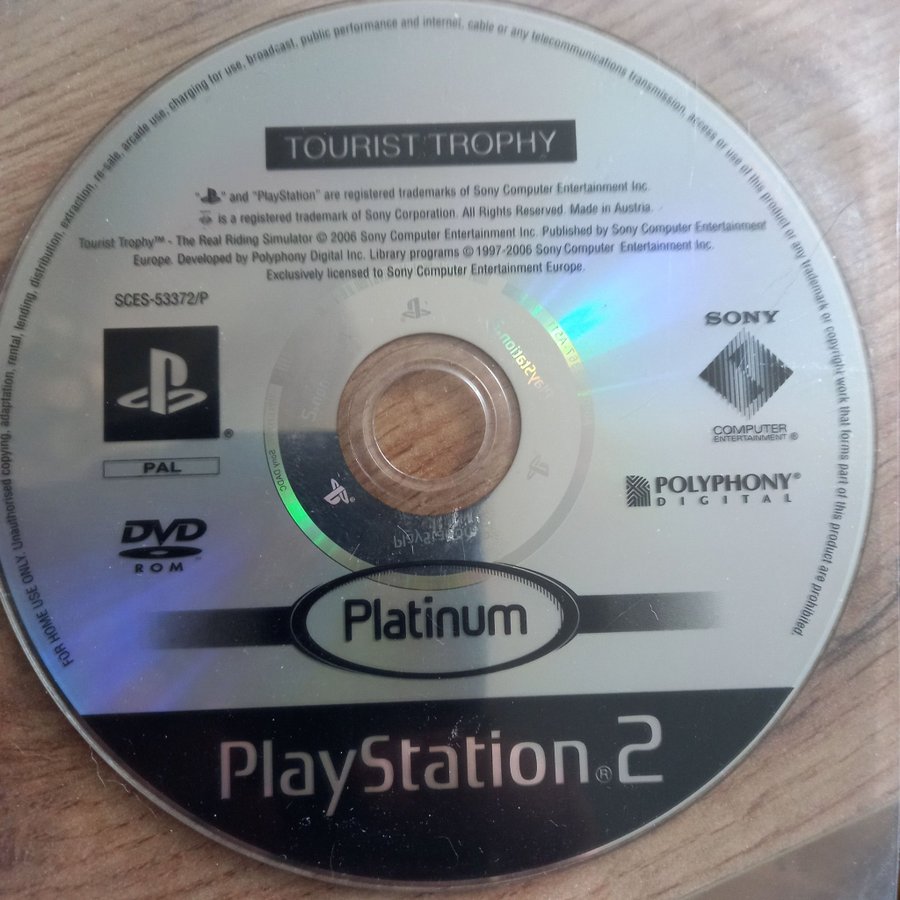 FOR HOME USE ONLY. Unauthorised copying, adaptation, rental, lending, distribution, extraction, re-sale, arcade use, charging for use, broadcast, public performance and internet, cable or any telecommunications transmission, access or use of this product or any trademark or copyright work that forms part of this product are prohibited.
TOURIST TROPHY
" " and "PlayStation" are registered trademarks of Sony Computer Entertainment Inc.
is a registered trademark of Sony Corporation. All Rights Reserved. Made in Austria.
Tourist Trophy™ - The Real Riding Simulator © 2006 Sony Computer Entertainment Inc. Published by Sony Computer Entertainment
Europe. Developed by Polyphony Digital Inc. Library programs © 1997-2006 Sony Computer Entertainment Inc.
Exclusively licensed to Sony Computer Entertainment Europe.
SCES-53372/P
SONY
COMPUTER
ENTERTAINMENT ®
®
PAL
POLYPHONY®
DIGITAL
DVD
ROM
PlayStation
Platinum
PlayStation®2